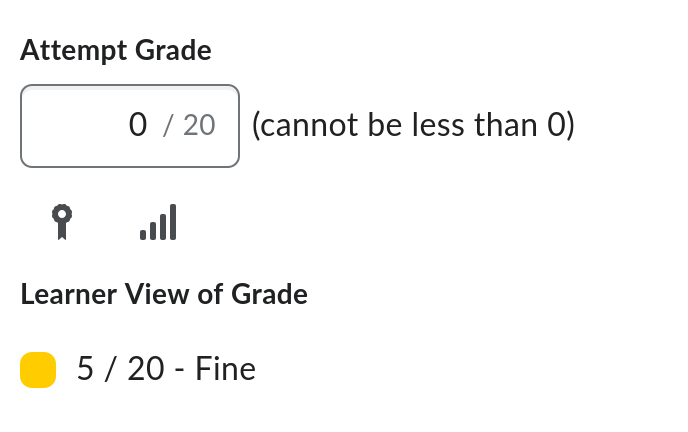 Attempt Grade
0 / 20 (cannot be less than 0)
Learner View of Grade
5 / 20 - Fine